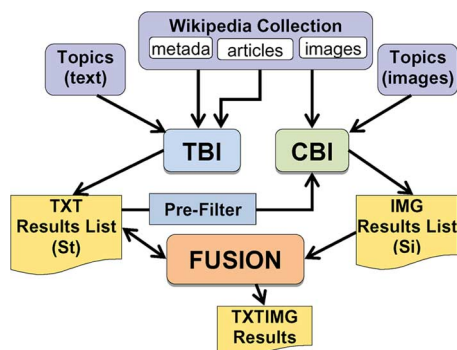 Wikipedia Collection
metada articles images
Topics
(text)
Topics
(images)
TBI
CBI
TXT
Results List
(St)
Pre-Filter
IMG
Results List
(Si)
FUSION
TXTIMG
Results